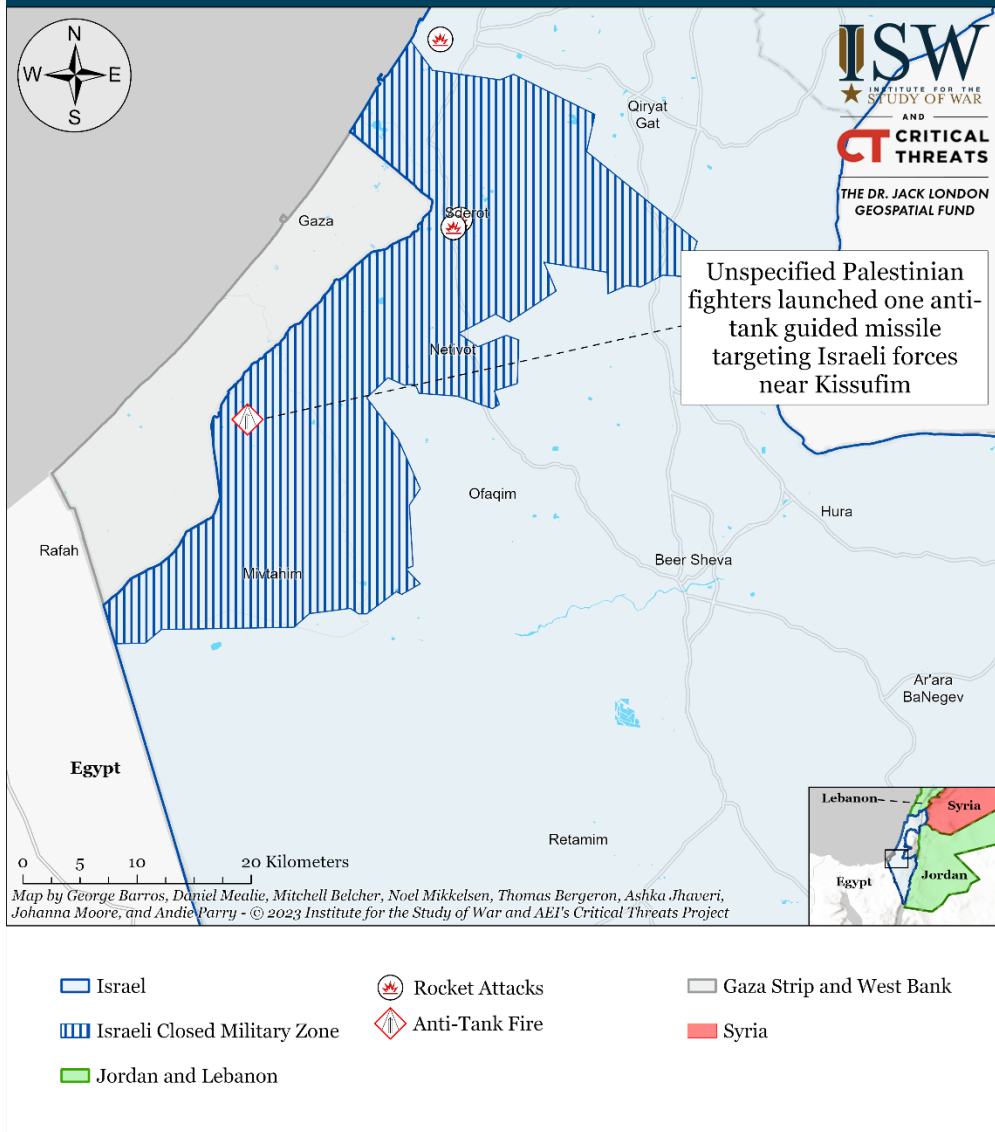 N
W E
S
ISW
INSTITUTE FOR THE
STUDY OF WAR
AND
CT CRITICAL
THREATS
THE DR. JACK LONDON
GEOSPATIAL FUND
Qiryat
Gat
Gaza
Sderot
Unspecified Palestinian
fighters launched one anti-
tank guided missile
targeting Israeli forces
near Kissufim
Netivot
Ofaqim
Hura
Rafah
Beer Sheva
Mivtahim
Ar'ara
BaNegev
Egypt
Retamim
Lebanon
Syria
Egypt
Jordan
0 5 10 20 Kilometers
Map by George Barros, Daniel Mealie, Mitchell Belcher, Noel Mikkelsen, Thomas Bergeron, Ashka Jhaveri,
Johanna Moore, and Andie Parry - © 2023 Institute for the Study of War and AEI's Critical Threats Project
Israel
Rocket Attacks
Gaza Strip and West Bank
Israeli Closed Military Zone
Anti-Tank Fire
Syria
Jordan and Lebanon